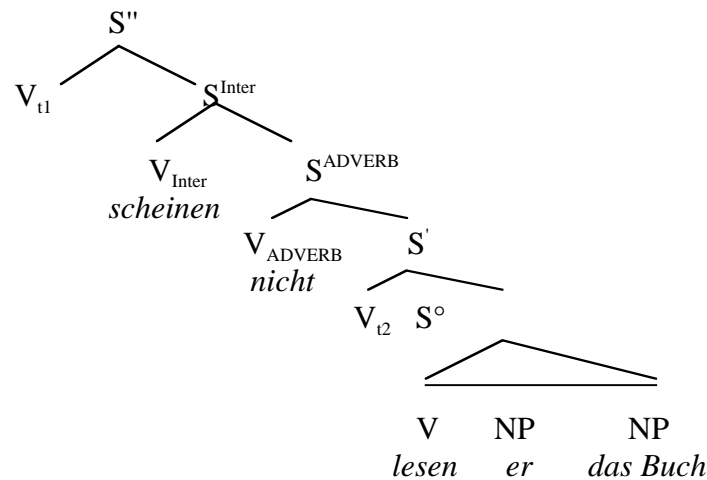 S"
V t1 S Inter
V Inter S ADVERB
scheinen
V ADVERB S'
nicht
V t2 S°
V NP NP
lesen er das Buch